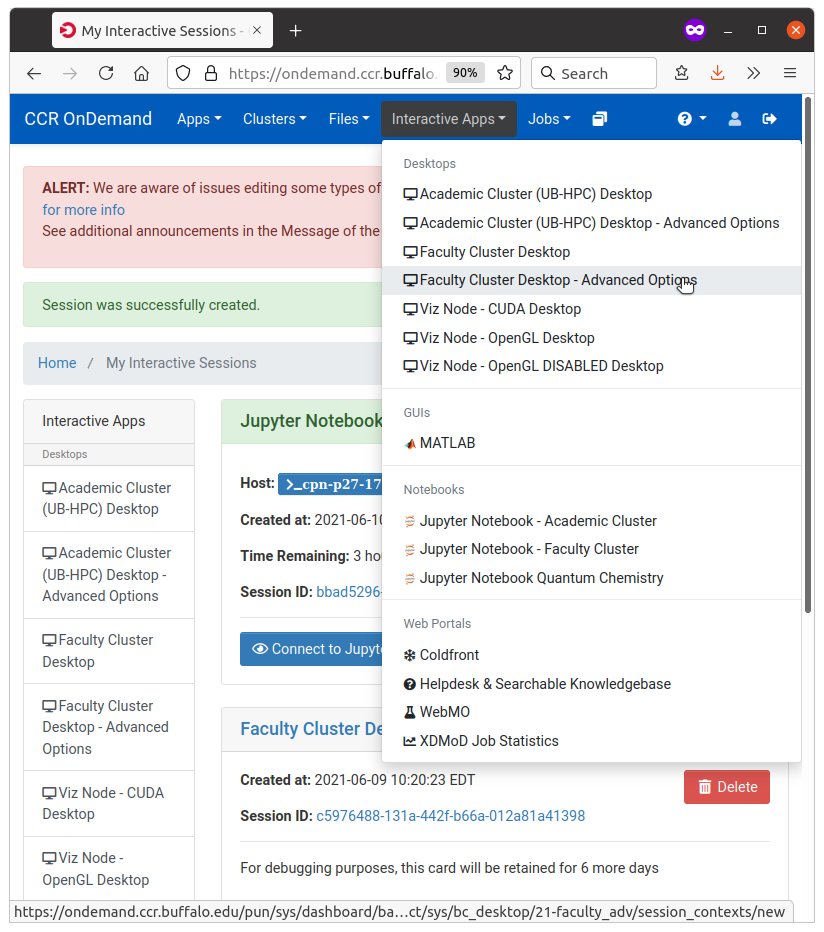 My Interactive Sessions -
https://ondemand.ccr.buffalo.
90%
Search
CCR OnDemand
Apps
Clusters
Files
Interactive Apps
Jobs
Desktops
Academic Cluster (UB-HPC) Desktop
Academic Cluster (UB-HPC) Desktop - Advanced Options
Faculty Cluster Desktop
Faculty Cluster Desktop - Advanced Options
Viz Node - CUDA Desktop
Viz Node - OpenGL Desktop
Viz Node - OpenGL DISABLED Desktop
GUIs
MATLAB
Notebooks
Jupyter Notebook - Academic Cluster
Jupyter Notebook - Faculty Cluster
Jupyter Notebook Quantum Chemistry
Web Portals
Coldfront
Helpdesk & Searchable Knowledgebase
WebMO
XDMoD Job Statistics
ALERT: We are aware of issues editing some types of
for more info
See additional announcements in the Message of the
Session was successfully created.
Home / My Interactive Sessions
Interactive Apps
Desktops
Academic Cluster
(UB-HPC) Desktop
Academic Cluster
(UB-HPC) Desktop -
Advanced Options
Faculty Cluster
Desktop
Faculty Cluster
Desktop - Advanced
Options
Viz Node - CUDA
Desktop
Viz Node -
OpenGL Desktop
Jupyter Notebook
Host: >_cpn-p27-17
Created at: 2021-06-10
Time Remaining: 3 ho
Session ID: bbad5296-
Connect to Jupyte
Faculty Cluster De
Created at: 2021-06-09 10:20:23 EDT
Delete
Session ID: c5976488-131a-442f-b66a-012a81a41398
For debugging purposes, this card will be retained for 6 more days
https://ondemand.ccr.buffalo.edu/pun/sys/dashboard/ba...ct/sys/bc_desktop/21-faculty_adv/session_contexts/new